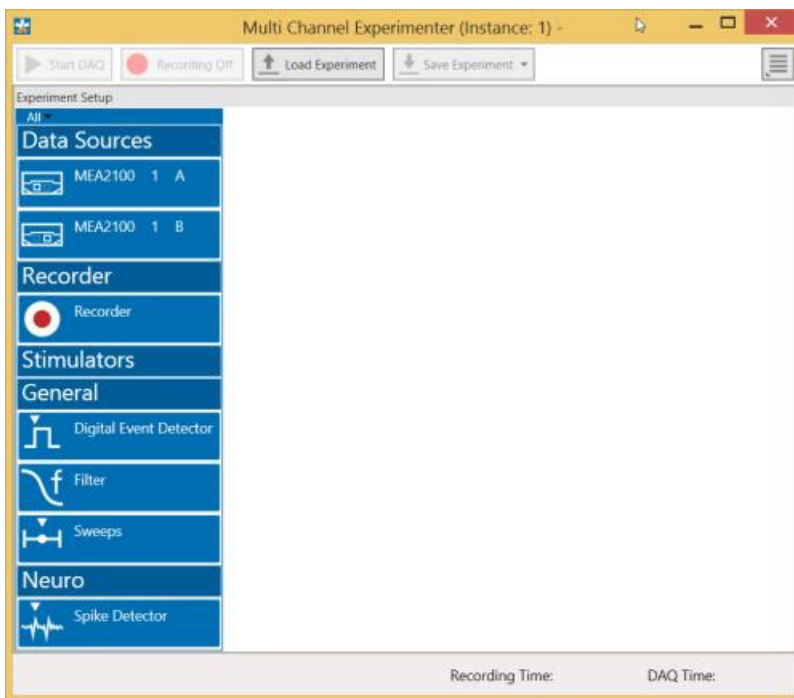 Multi Channel Experimenter (Instance: 1) -
Start DAQ Recording Off Load Experiment Save Experiment
Experiment Setup
All
Data Sources
MEA2100 1 A
MEA2100 1 B
Recorder
Recorder
Stimulators
General
Digital Event Detector
Filter
Sweeps
Neuro
Spike Detector
Recording Time: DAQ Time: